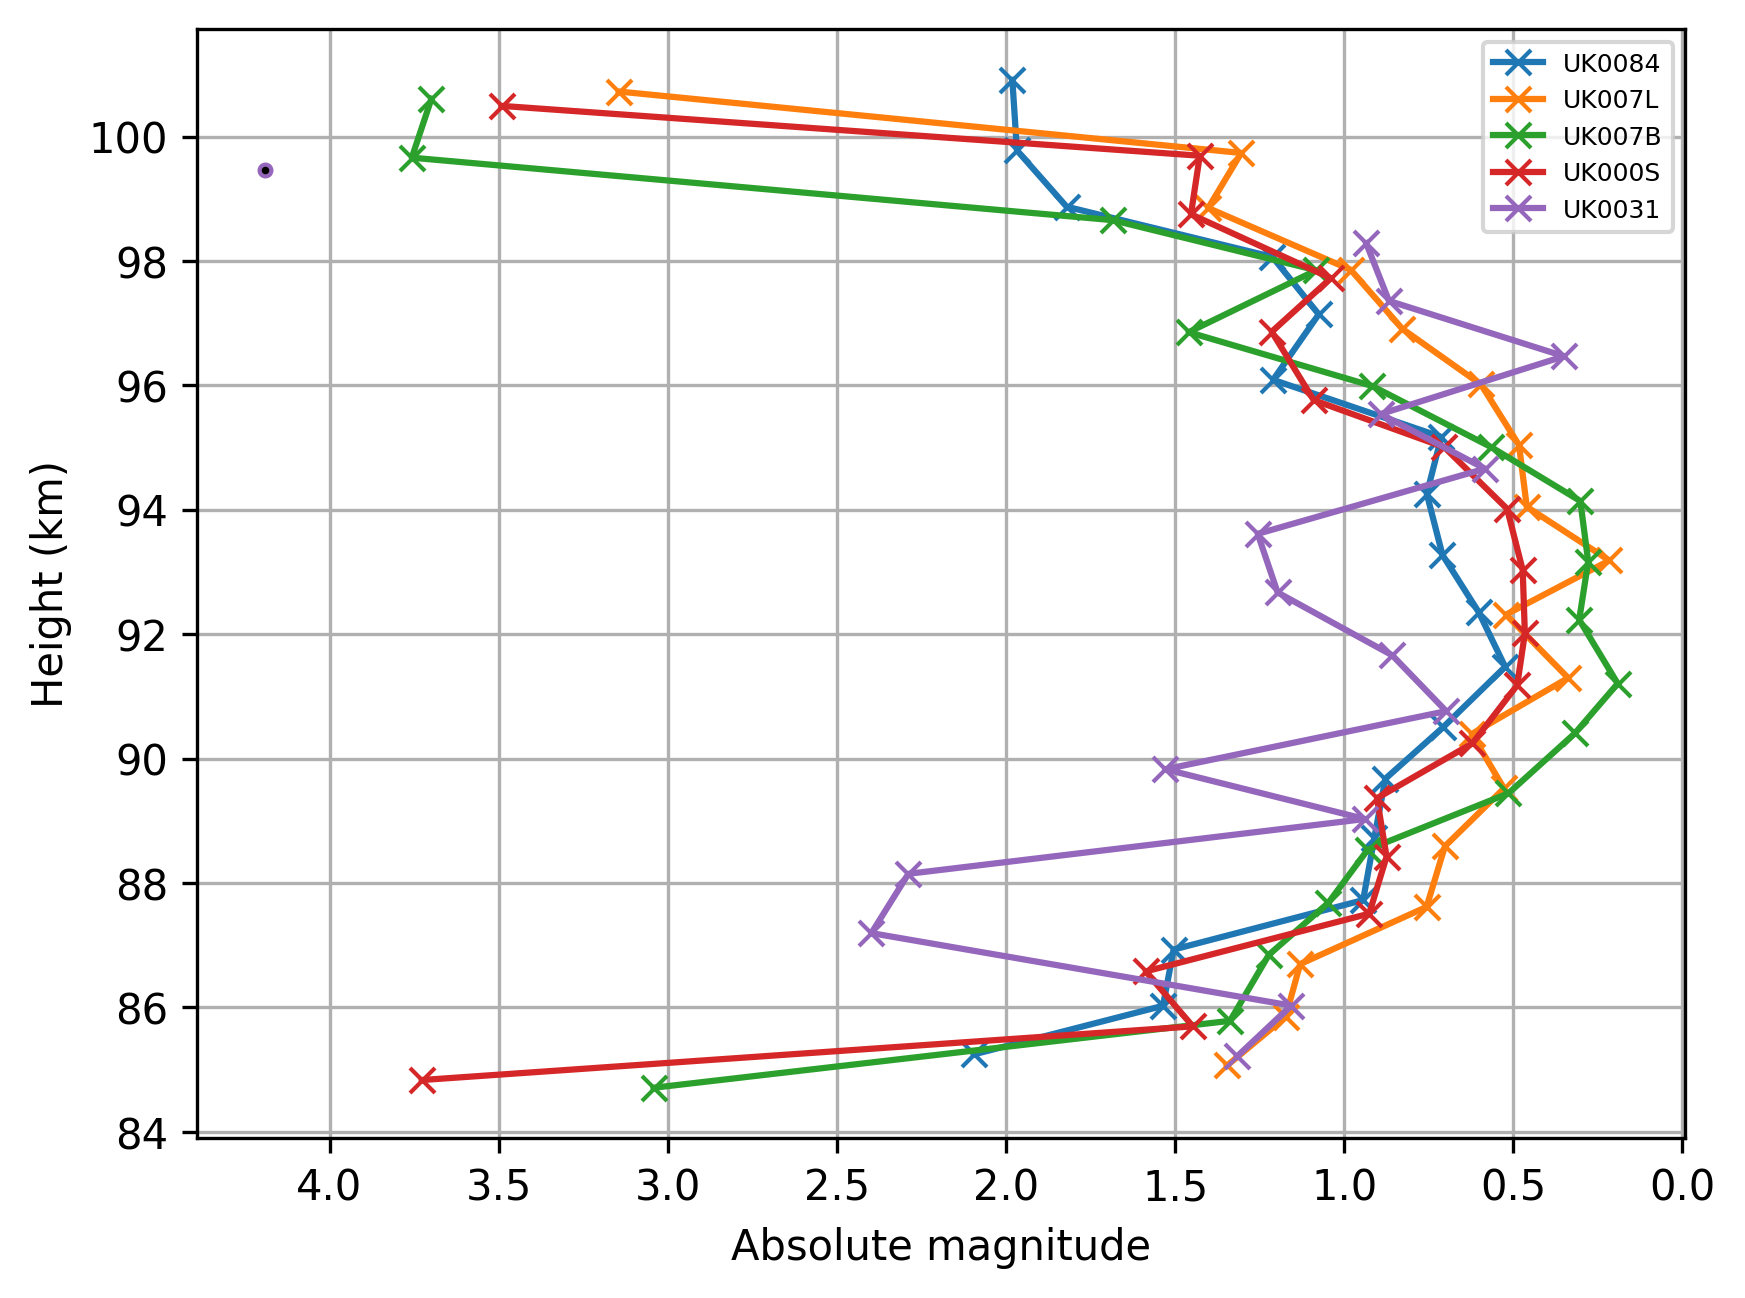 UK0084
UK007L
UK007B
UK000S
UK0031
100
98
96
94
92
90
88
86
84
Height (km)
4.0 3.5 3.0 2.5 2.0 1.5 1.0 0.5 0.0
Absolute magnitude